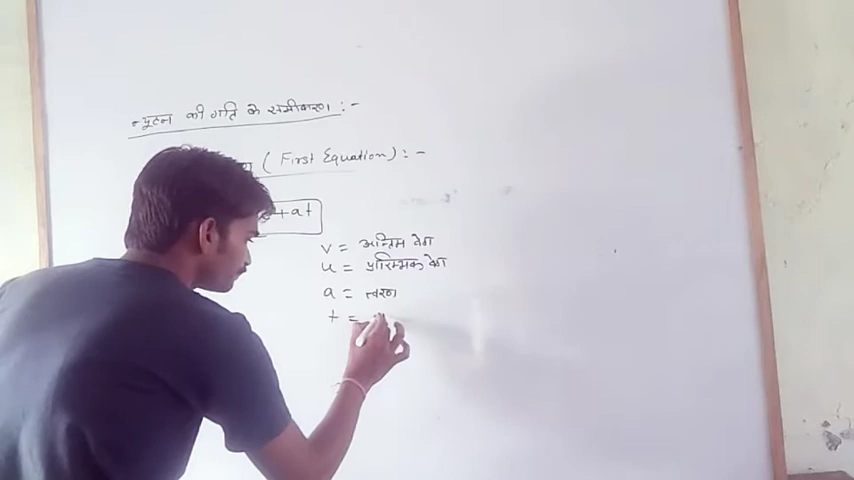 न्यूटन की गति के समीकरण :-
( First Equation ) :-
+at
v = अन्तिम वेग
u = प्रारम्भिक वेग
a = त्वरण
t =